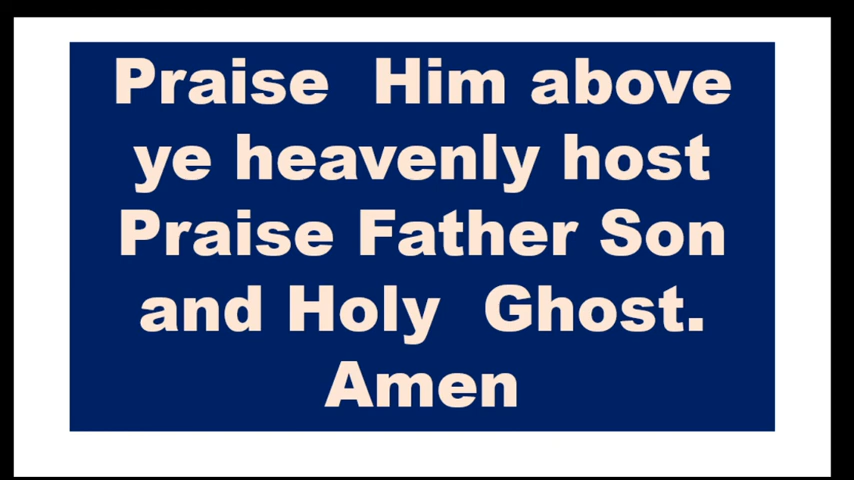 Praise  Him above
ye heavenly host
Praise Father Son
and Holy  Ghost.
Amen